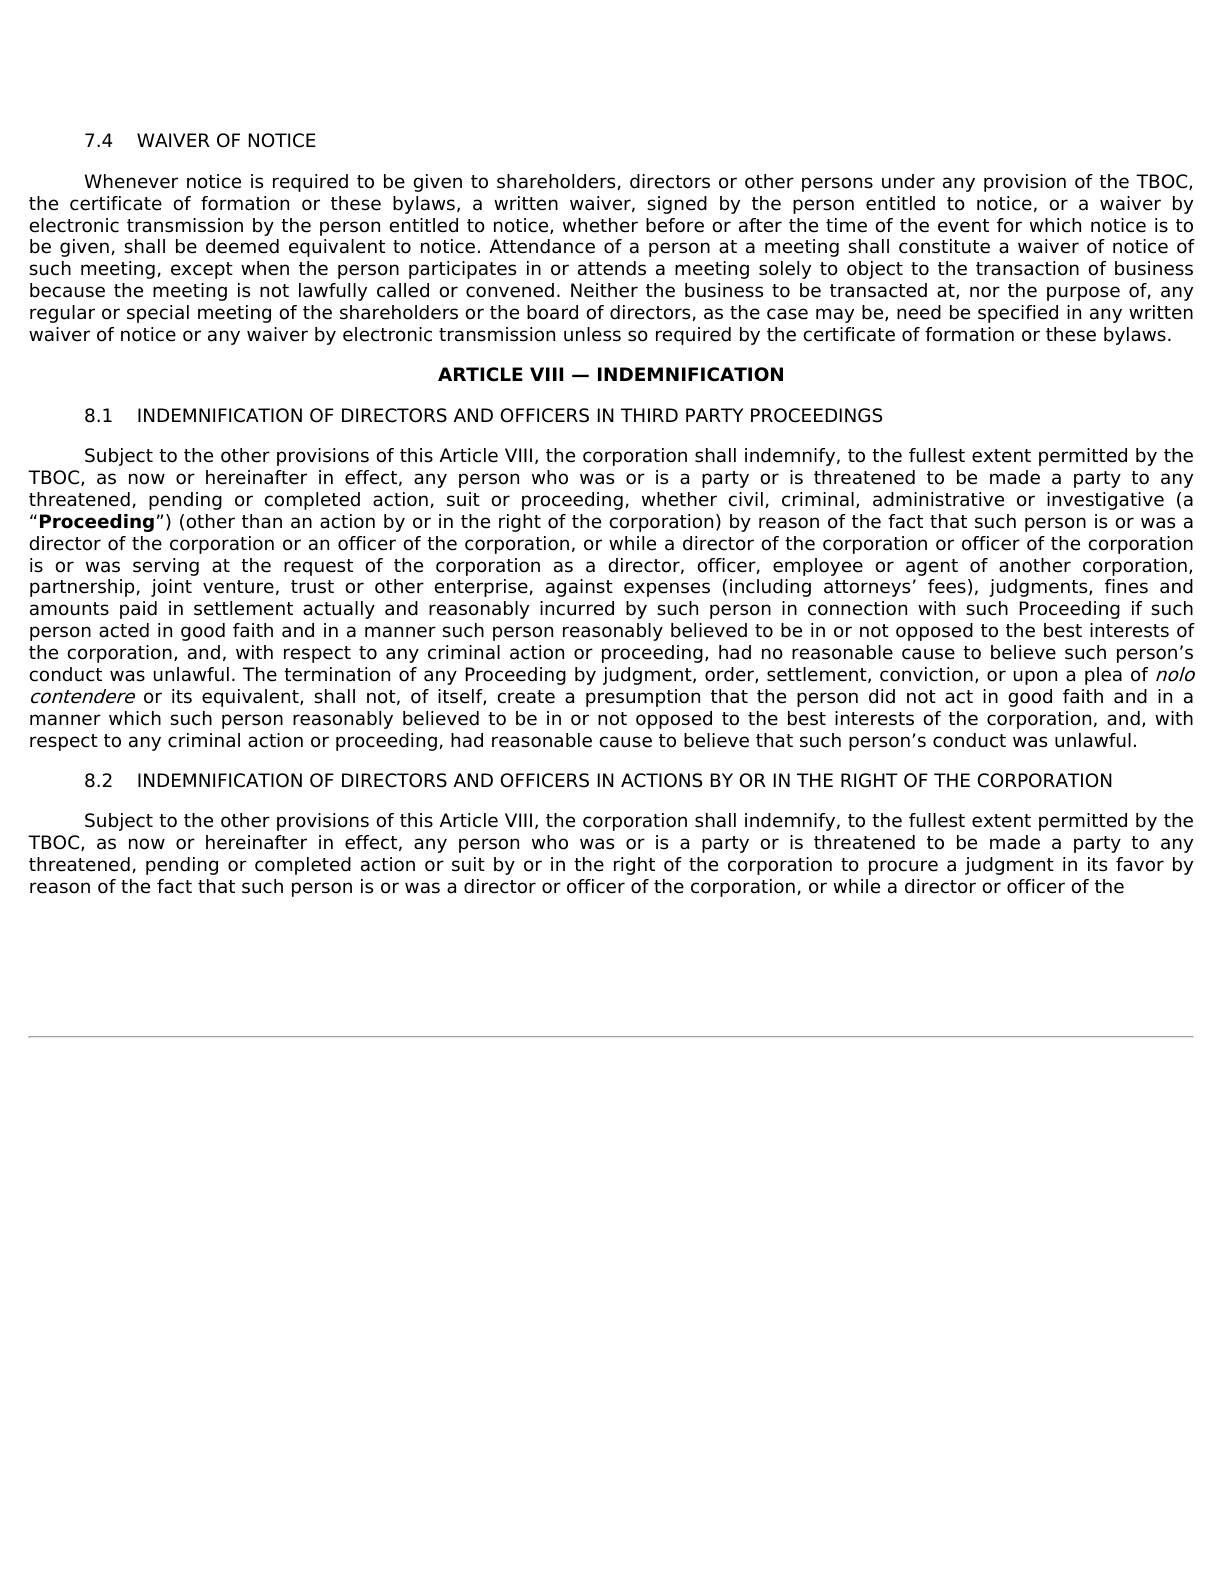 7.4 WAIVER OF NOTICE
Whenever notice is required to be given to shareholders, directors or other persons under any provision of the TBOC,
the certificate of formation or these bylaws, a written waiver, signed by the person entitled to notice, or a waiver by
electronic transmission by the person entitled to notice, whether before or after the time of the event for which notice is to
be given, shall be deemed equivalent to notice. Attendance of a person at a meeting shall constitute a waiver of notice of
such meeting, except when the person participates in or attends a meeting solely to object to the transaction of business
because the meeting is not lawfully called or convened. Neither the business to be transacted at, nor the purpose of, any
regular or special meeting of the shareholders or the board of directors, as the case may be, need be specified in any written
waiver of notice or any waiver by electronic transmission unless so required by the certificate of formation or these bylaws.
ARTICLE VIII — INDEMNIFICATION
8.1 INDEMNIFICATION OF DIRECTORS AND OFFICERS IN THIRD PARTY PROCEEDINGS
Subject to the other provisions of this Article VIII, the corporation shall indemnify, to the fullest extent permitted by the
TBOC, as now or hereinafter in effect, any person who was or is a party or is threatened to be made a party to any
threatened, pending or completed action, suit or proceeding, whether civil, criminal, administrative or investigative (a
“Proceeding”) (other than an action by or in the right of the corporation) by reason of the fact that such person is or was a
director of the corporation or an officer of the corporation, or while a director of the corporation or officer of the corporation
is or was serving at the request of the corporation as a director, officer, employee or agent of another corporation,
partnership, joint venture, trust or other enterprise, against expenses (including attorneys’ fees), judgments, fines and
amounts paid in settlement actually and reasonably incurred by such person in connection with such Proceeding if such
person acted in good faith and in a manner such person reasonably believed to be in or not opposed to the best interests of
the corporation, and, with respect to any criminal action or proceeding, had no reasonable cause to believe such person’s
conduct was unlawful. The termination of any Proceeding by judgment, order, settlement, conviction, or upon a plea of nolo
contendere or its equivalent, shall not, of itself, create a presumption that the person did not act in good faith and in a
manner which such person reasonably believed to be in or not opposed to the best interests of the corporation, and, with
respect to any criminal action or proceeding, had reasonable cause to believe that such person’s conduct was unlawful.
8.2 INDEMNIFICATION OF DIRECTORS AND OFFICERS IN ACTIONS BY OR IN THE RIGHT OF THE CORPORATION
Subject to the other provisions of this Article VIII, the corporation shall indemnify, to the fullest extent permitted by the
TBOC, as now or hereinafter in effect, any person who was or is a party or is threatened to be made a party to any
threatened, pending or completed action or suit by or in the right of the corporation to procure a judgment in its favor by
reason of the fact that such person is or was a director or officer of the corporation, or while a director or officer of the